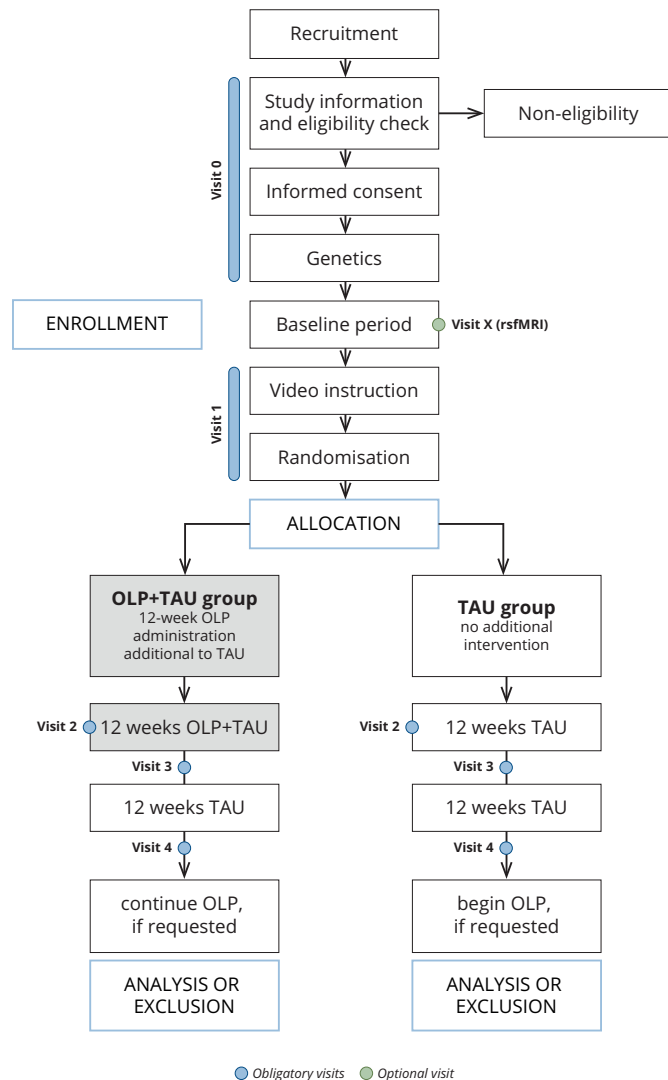 Recruitment
Study information
and eligibility check
Non-eligibility
Visit 0
Informed consent
Genetics
ENROLLMENT
Baseline period
Visit X (rsfMRI)
Visit 1
Video instruction
Randomisation
ALLOCATION
OLP+TAU group
12-week OLP
administration
additional to TAU
TAU group
no additional
intervention
Visit 2
12 weeks OLP+TAU
Visit 2
12 weeks TAU
Visit 3
Visit 3
12 weeks TAU
12 weeks TAU
Visit 4
Visit 4
continue OLP,
if requested
begin OLP,
if requested
ANALYSIS OR
EXCLUSION
ANALYSIS OR
EXCLUSION
Obligatory visits
Optional visit